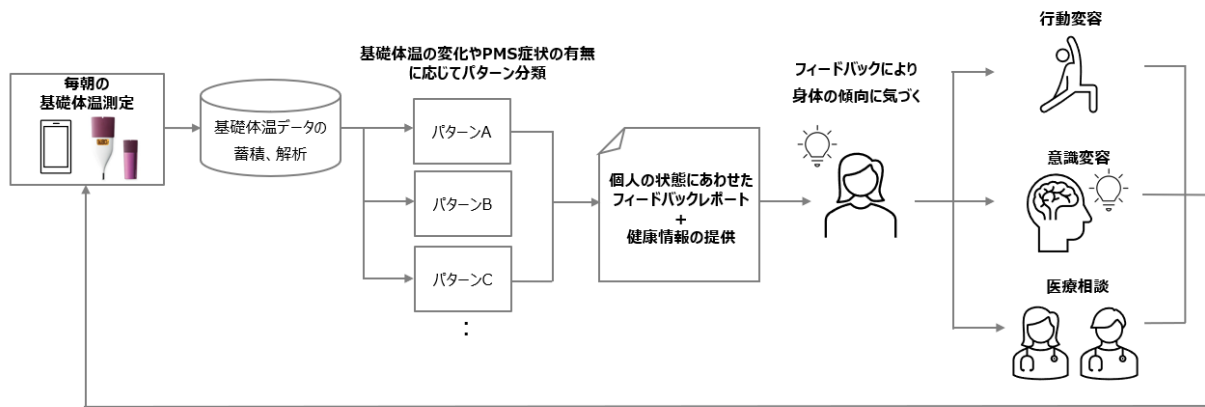 毎朝の
基礎体温測定
基礎体温データの
蓄積、解析
基礎体温の変化やPMS症状の有無
に応じてパターン分類
パターンA
パターンB
パターンC
：
個人の状態にあわせた
フィードバックレポート
+
健康情報の提供
フィードバックにより
身体の傾向に気づく
行動変容
意識変容
医療相談